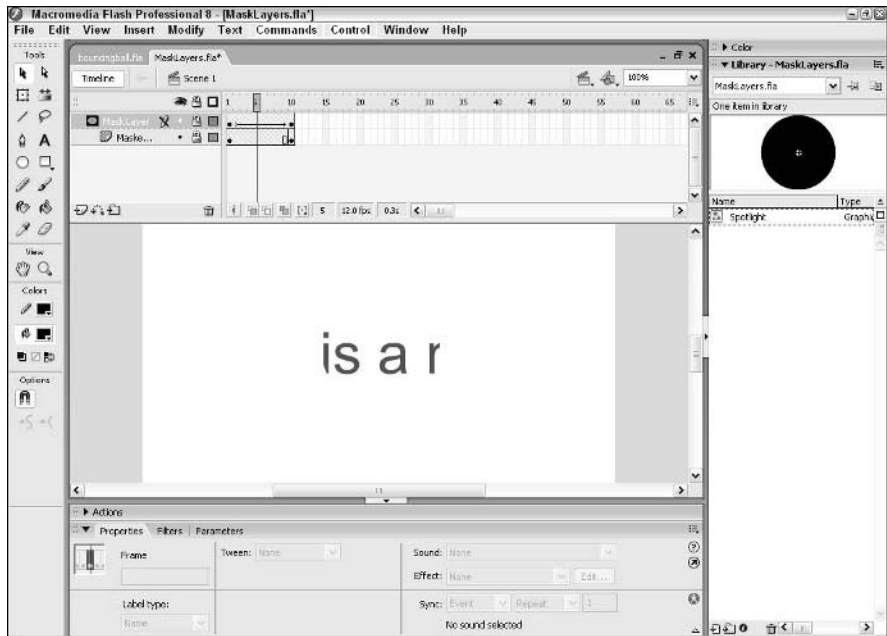 Macromedia Flash Professional 8 - [MaskLayers.fla*]
File Edit View Insert Modify Text Commands Control Window Help
Tools
View
Colors
Options
bouncingball.fla MaskLayers.fla*
Timeline Scene 1 100%
1 10 15 20 25 30 35 40 45 50 55 60 65
MaskLayer
Maske...
5 12.0 fps 0.3s
is a r
Actions
Properties Filters Parameters
Frame
Tween: None
Sound: None
Effect: None Edit...
Label type:
Name
Sync: Event Repeat 1
No sound selected
Color
Library - MaskLayers.fla
MaskLayers.fla
One item in library
Name Type
Spotlight Graphic